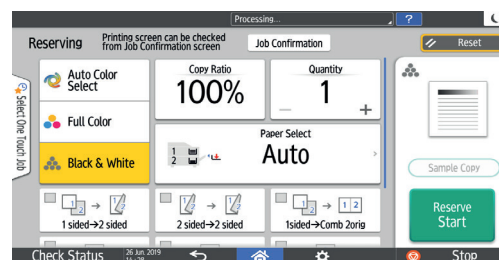 Processing...
?
Reserving
Printing screen can be checked
from Job Confirmation screen
Job Confirmation
Reset
Select One Touch Job
Auto Color
Select
Full Color
Black & White
Copy Ratio
100%
Quantity
1
− +
Paper Select
1
2
Auto
Sample Copy
1 sided→2 sided
2 sided→2 sided
1sided→Comb 2orig
Reserve
Start
Check Status
26 Jun. 2019
Stop